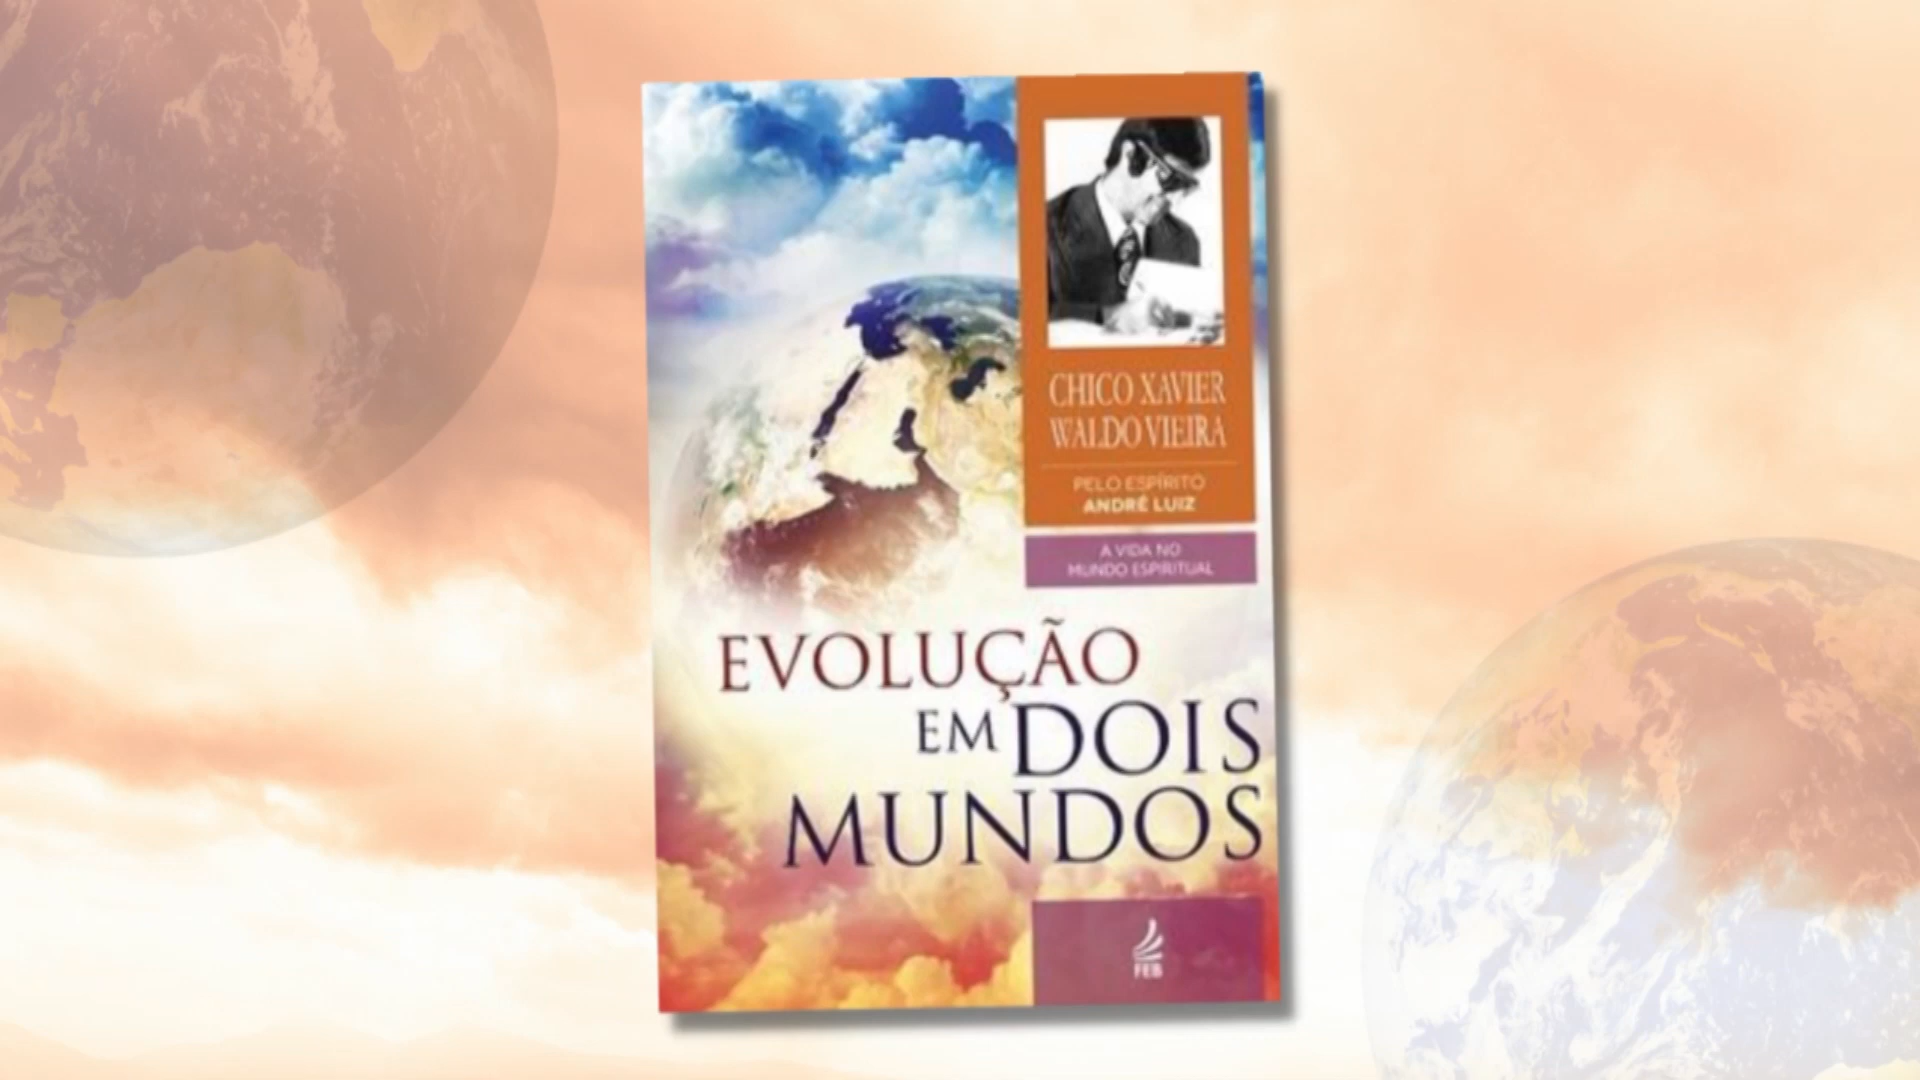 CHICO XAVIER
WALDO VIEIRA
PELO ESPÍRITO
ANDRÉ LUIZ
A VIDA NO
MUNDO ESPIRITUAL
EVOLUÇÃO
EM DOIS
MUNDOS
FEB